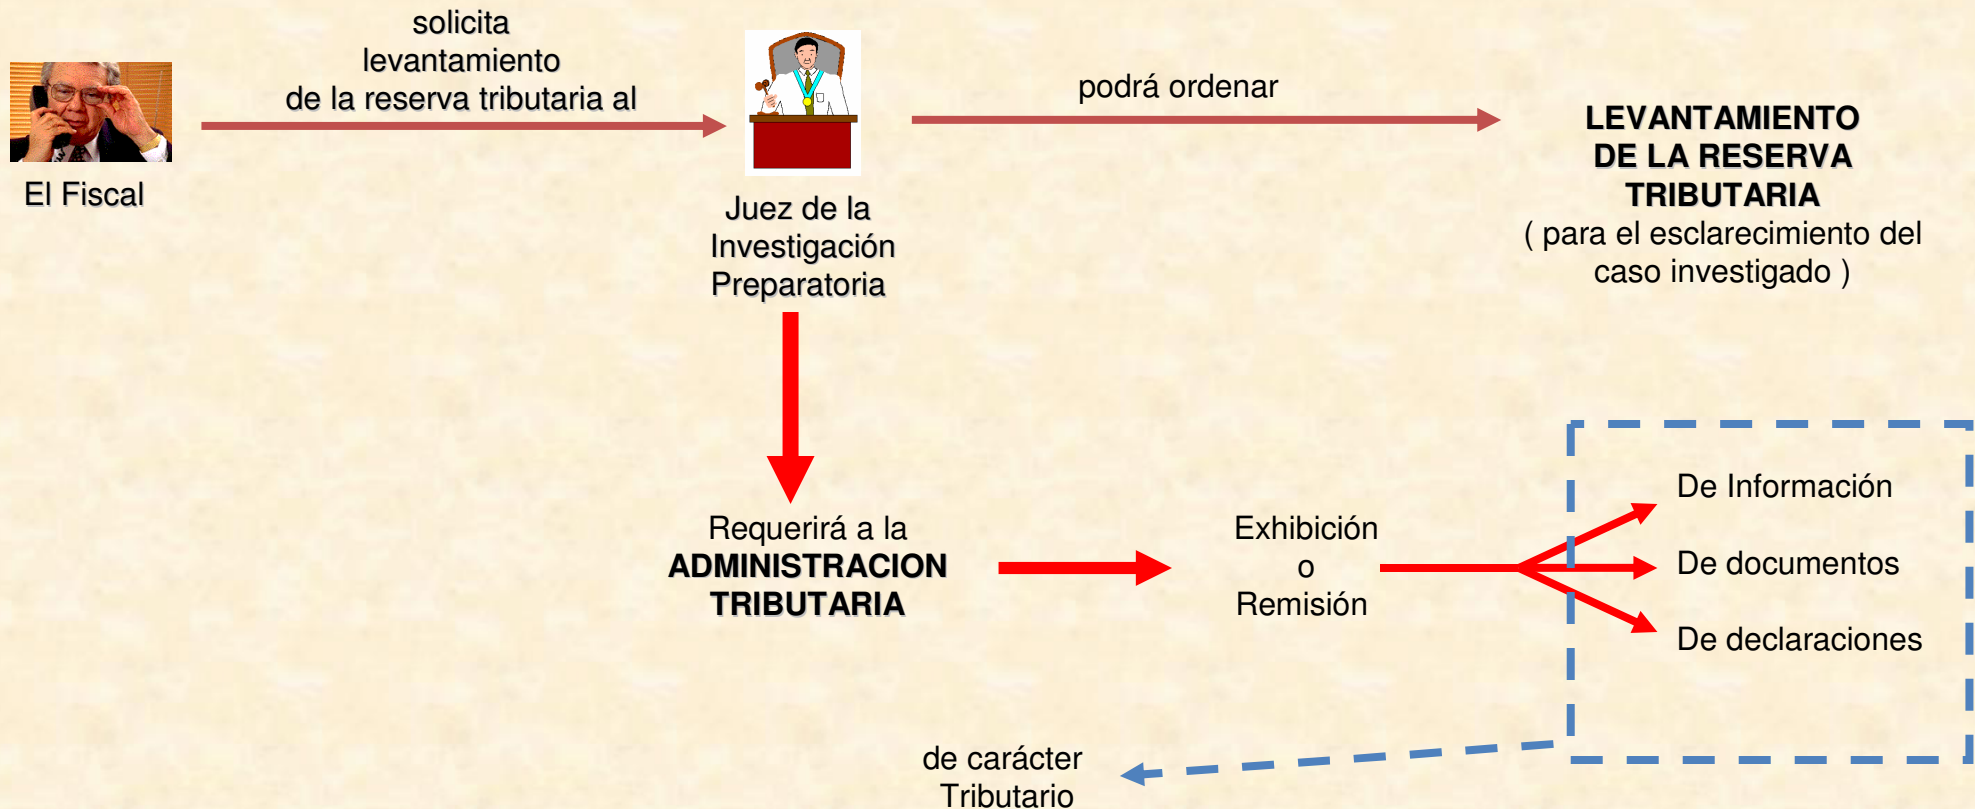 solicita
levantamiento
de la reserva tributaria al
El Fiscal
Juez de la
Investigación
Preparatoria
podrá ordenar
LEVANTAMIENTO
DE LA RESERVA
TRIBUTARIA
( para el esclarecimiento del
caso investigado )
Requerirá a la
ADMINISTRACION
TRIBUTARIA
Exhibición
o
Remisión
De Información
De documentos
De declaraciones
de carácter
Tributario